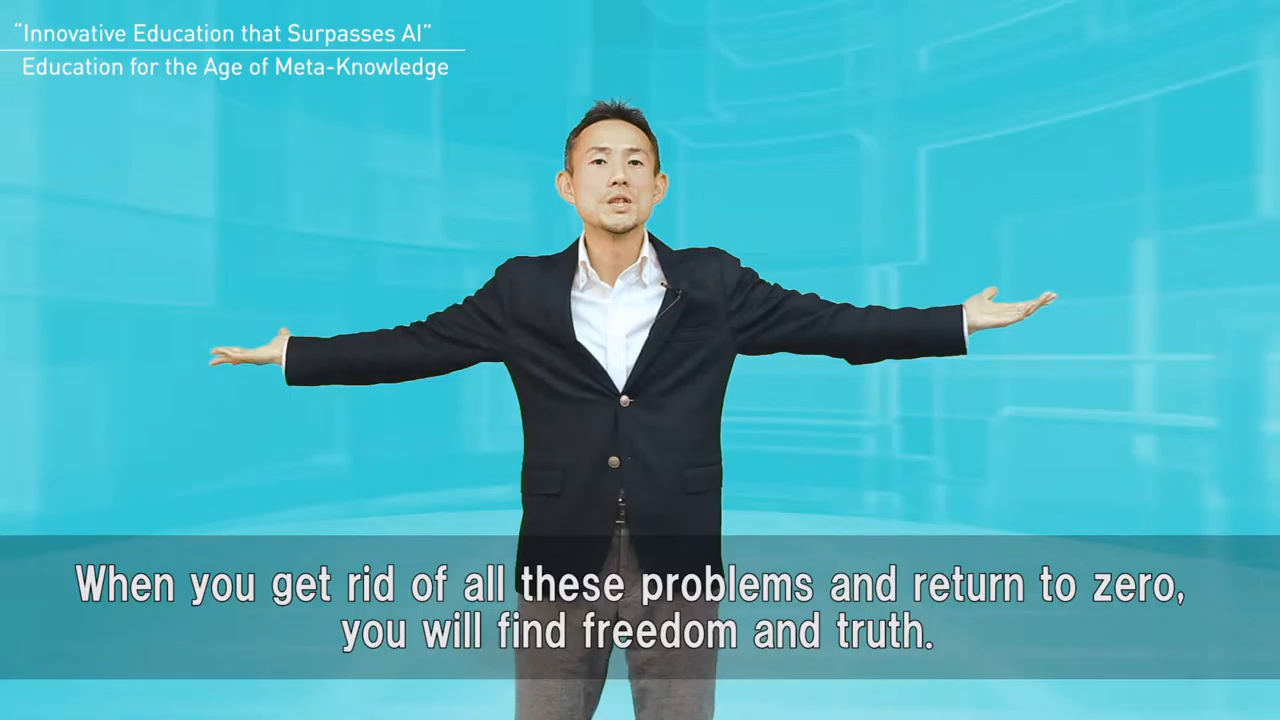 “Innovative Education that Surpasses AI”
Education for the Age of Meta-Knowledge
When you get rid of all these problems and return to zero,
you will find freedom and truth.